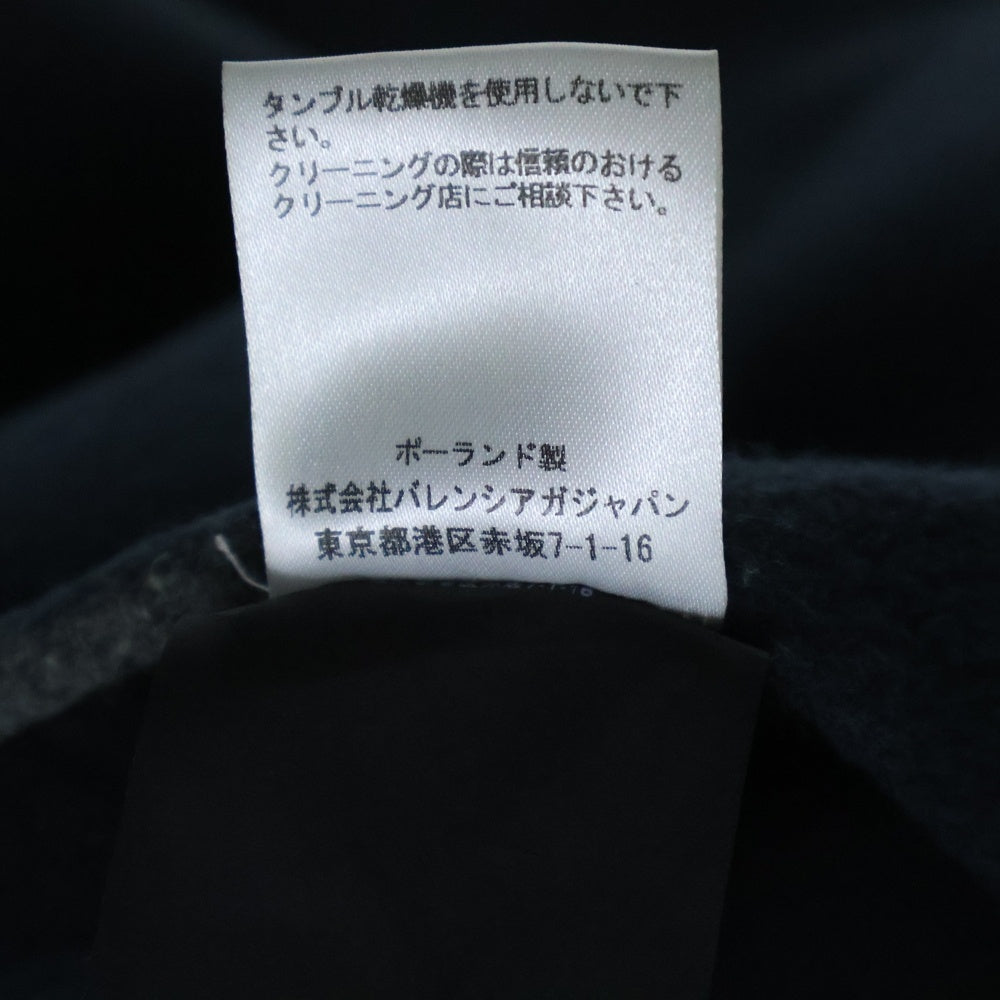 タンブル乾燥機を使用しないで下
さい。
クリーニングの際は信頼のおける
クリーニング店にご相談下さい。
ポーランド製
株式会社バレンシアガジャパン
東京都港区赤坂7-1-16